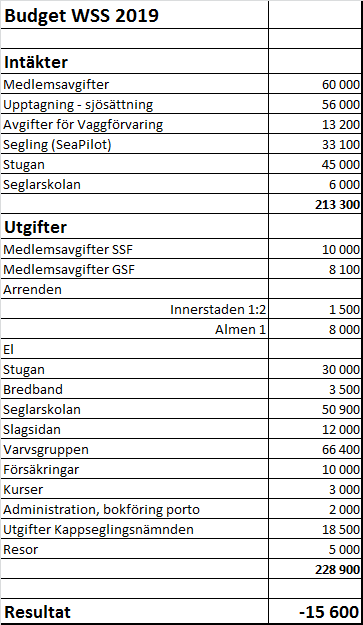 Budget WSS 2019
Intäkter
Medlemsavgifter 60 000
Upptagning - sjösättning 56 000
Avgifter för Vaggförvaring 13 200
Segling (SeaPilot) 33 100
Stugan 45 000
Seglarskolan 6 000
213 300
Utgifter
Medlemsavgifter SSF 10 000
Medlemsavgifter GSF 8 100
Arrenden
Innerstaden 1:2 1 500
Almen 1 8 000
El
Stugan 30 000
Bredband 3 500
Seglarskolan 50 900
Slagsidan 12 000
Varvsgruppen 66 400
Försäkringar 10 000
Kurser 3 000
Administration, bokföring porto 2 000
Utgifter Kappseglingsnämnden 18 500
Resor 5 000
228 900
Resultat -15 600